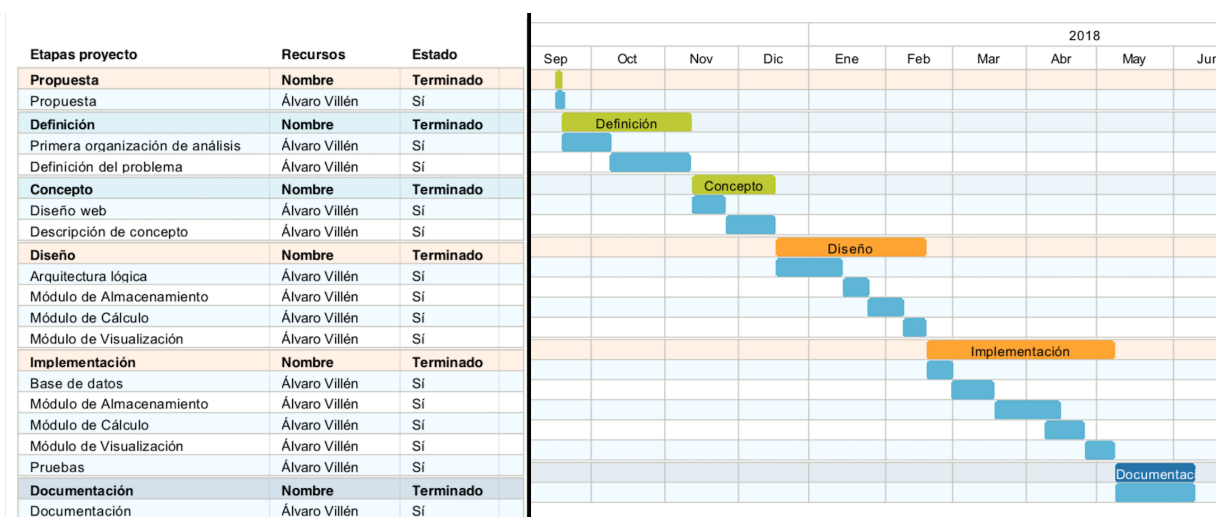 2018
Etapas proyecto Recursos Estado Sep Oct Nov Dic Ene Feb Mar Abr May Jur
Propuesta Nombre Terminado
Propuesta Álvaro Villén Sí
Definición Nombre Terminado Definición
Primera organización de análisis Álvaro Villén Sí
Definición del problema Álvaro Villén Sí
Concepto Nombre Terminado Concepto
Diseño web Álvaro Villén Sí
Descripción de concepto Álvaro Villén Sí
Diseño Nombre Terminado Diseño
Arquitectura lógica Álvaro Villén Sí
Módulo de Almacenamiento Álvaro Villén Sí
Módulo de Cálculo Álvaro Villén Sí
Módulo de Visualización Álvaro Villén Sí
Implementación Nombre Terminado Implementación
Base de datos Álvaro Villén Sí
Módulo de Almacenamiento Álvaro Villén Sí
Módulo de Cálculo Álvaro Villén Sí
Módulo de Visualización Álvaro Villén Sí
Pruebas Álvaro Villén Sí
Documentación Nombre Terminado Documentac
Documentación Álvaro Villén Sí